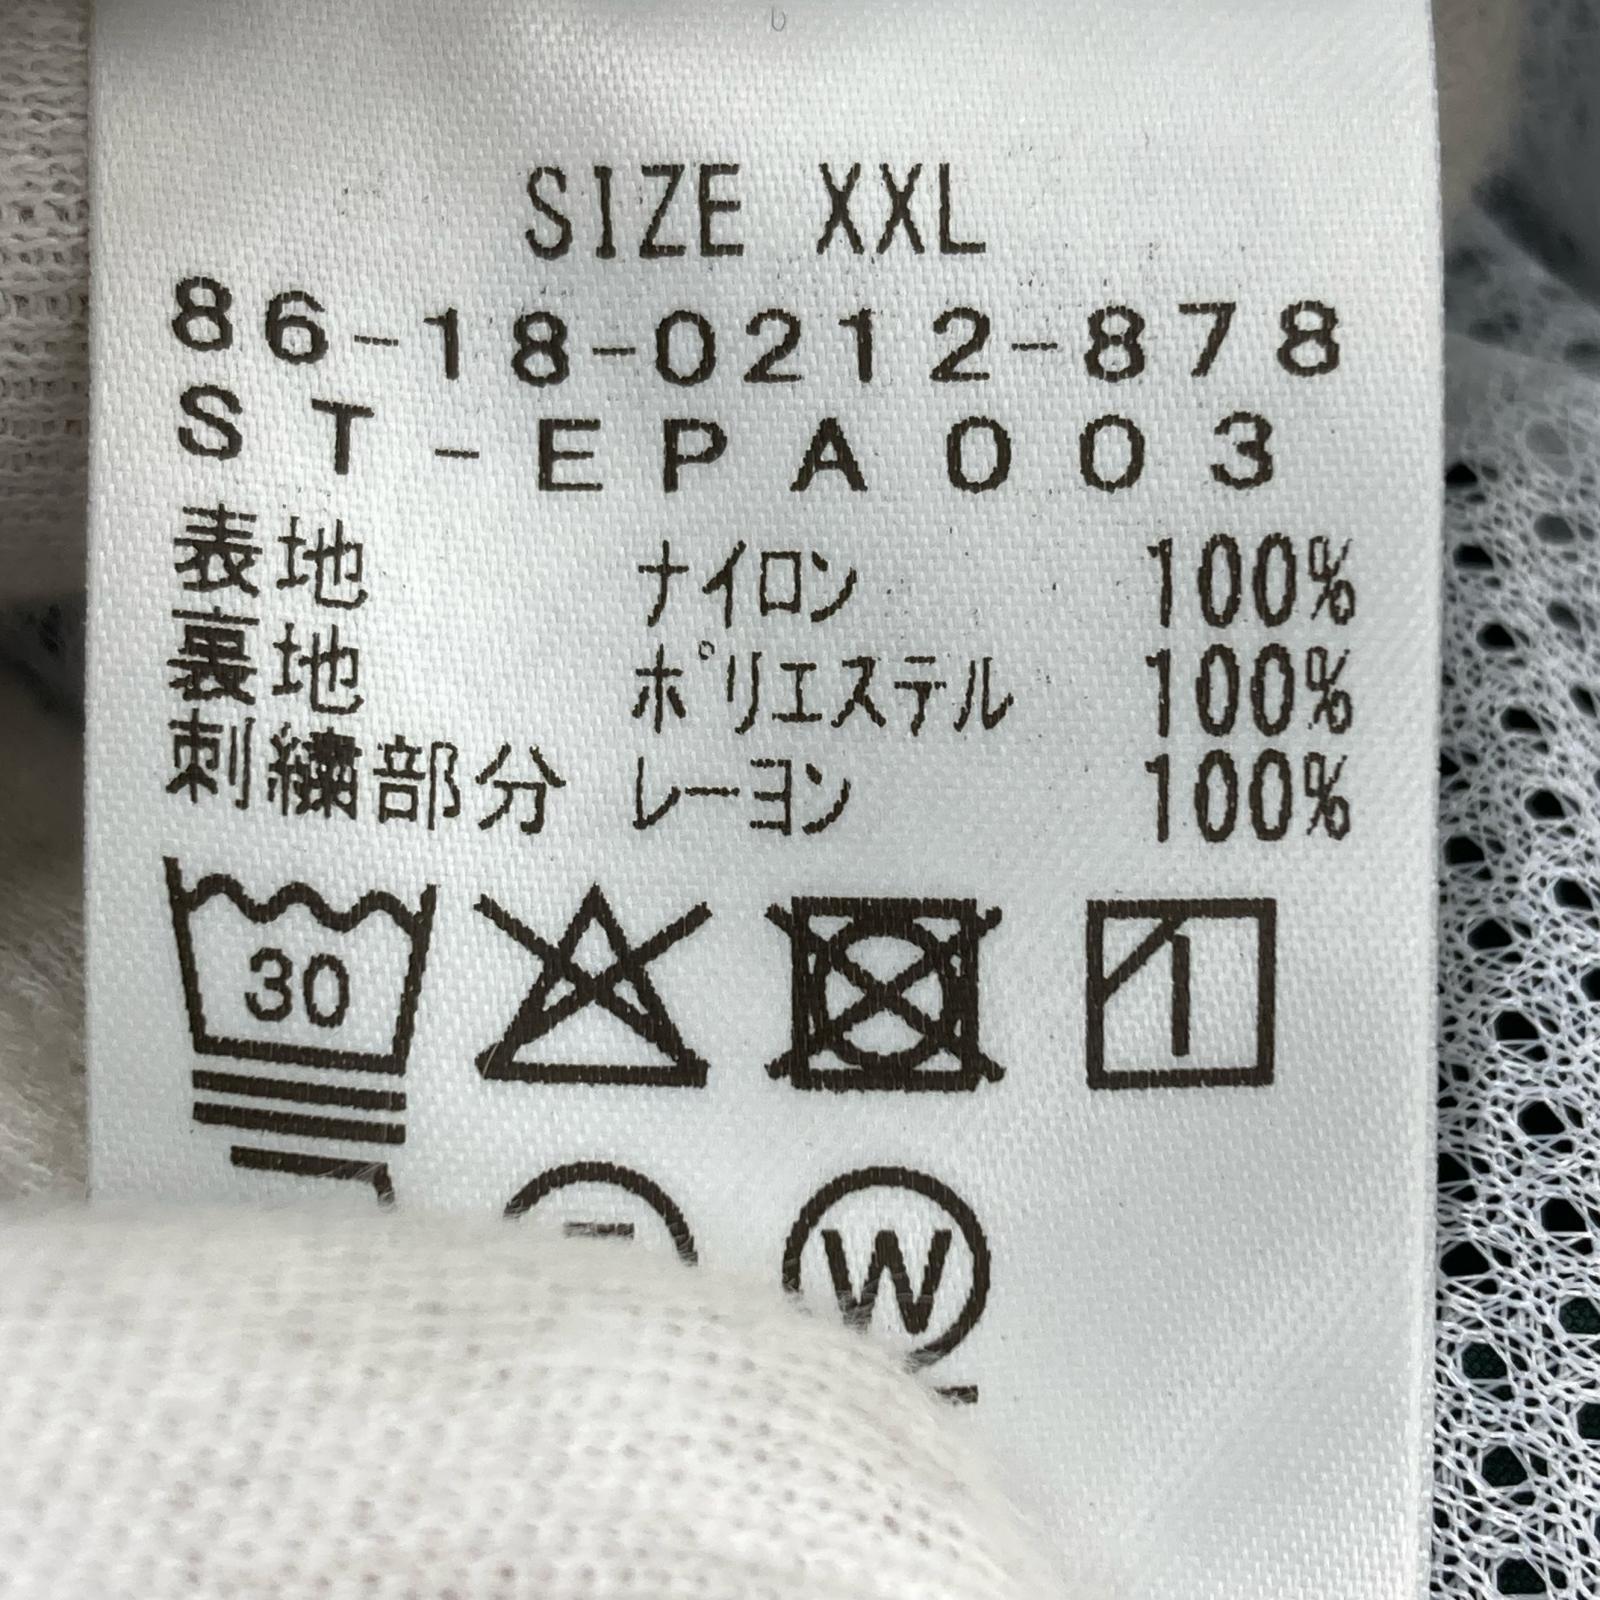 SIZE XXL
86-18-0212-878
ST-EPA003
表地 ナイロン 100%
裏地 ポリエステル 100%
刺繍部分 レーヨン 100%
30
W